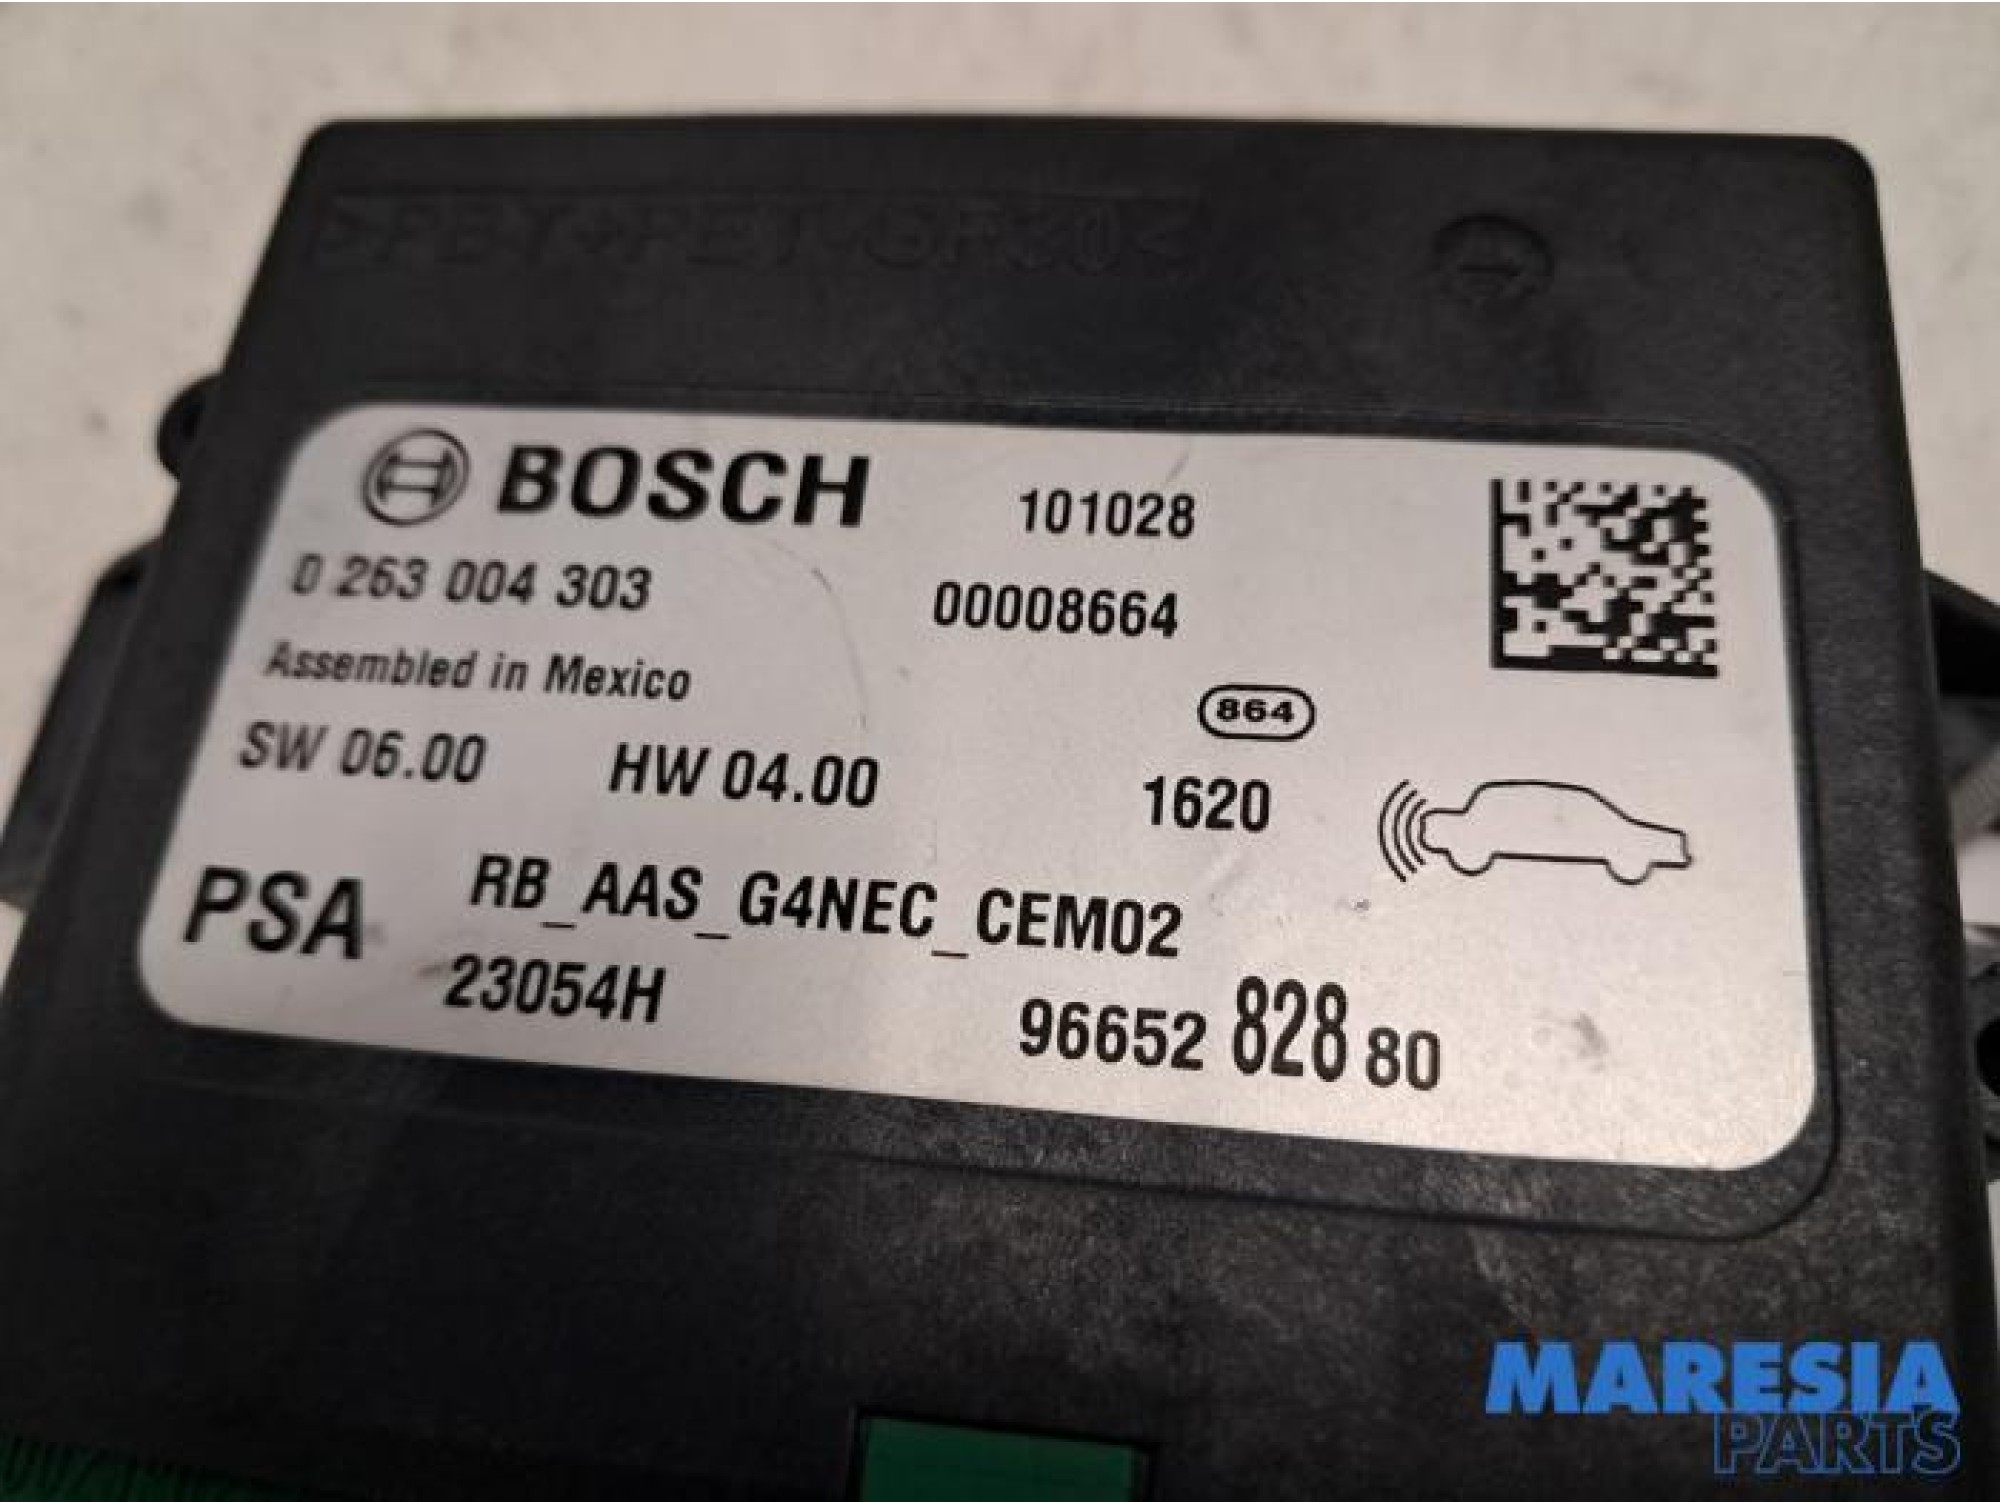 BOSCH 101028
0 263 004 303 00008664
Assembled in Mexico
864
SW 06.00 HW 04.00 1620
PSA RB_AAS_G4NEC_CEM02
23054H 96652 828 80
MARESIA
PARTS